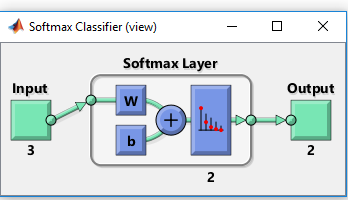 Softmax Classifier (view)
Softmax Layer
Input
Output
W
b
+
3
2
2